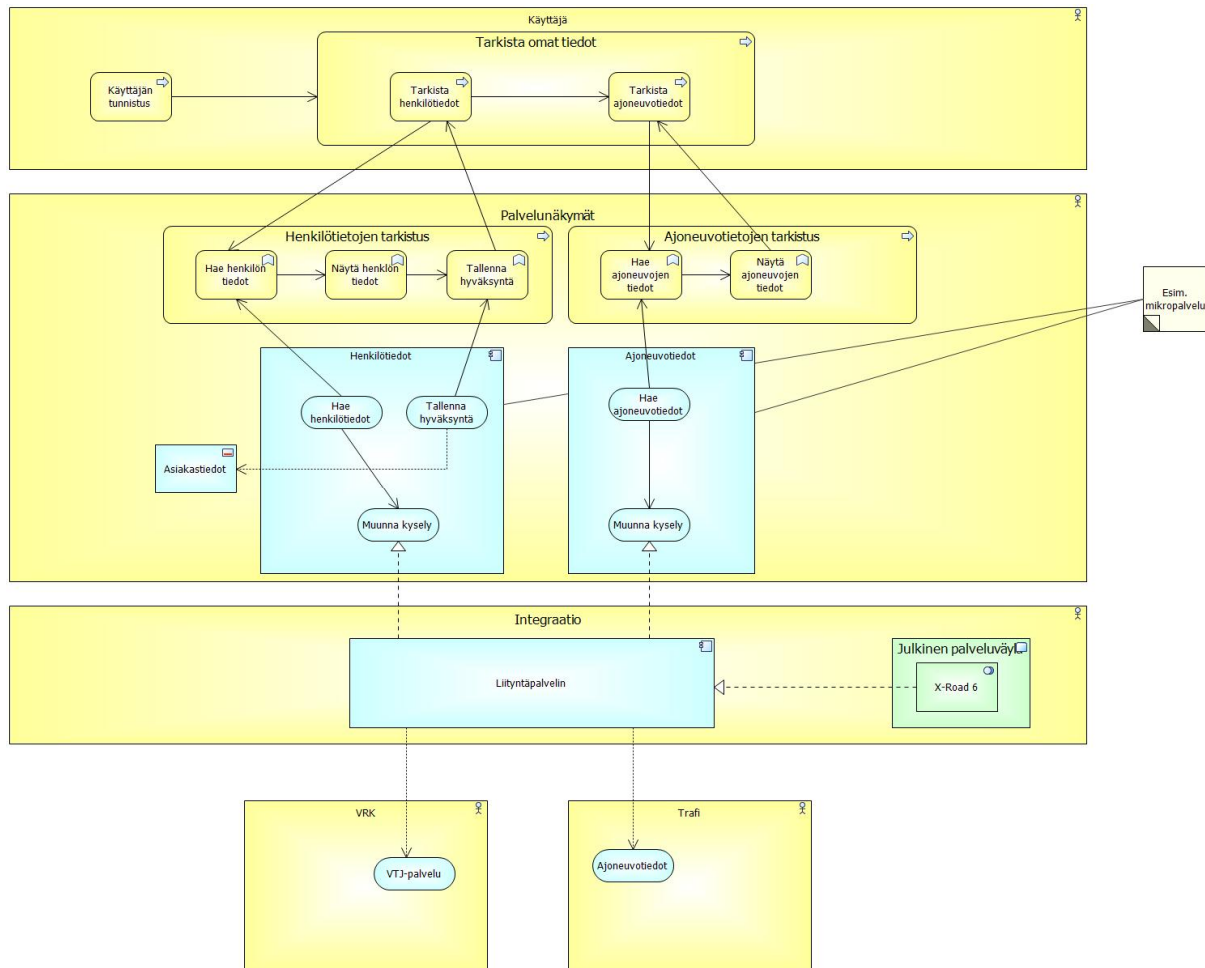 Käyttäjä
Tarkista omat tiedot
Käyttäjän
tunnistus
Tarkista
henkilötiedot
Tarkista
ajoneuvotiedot
Palvelunäkymät
Henkilötietojen tarkistus
Ajoneuvotietojen tarkistus
Hae henkilön
tiedot
Näytä henklön
tiedot
Tallenna
hyväksyntä
Hae
ajoneuvojen
tiedot
Näytä
ajoneuvojen
tiedot
Esim.
mikropalvelu
Henkilötiedot
Ajoneuvotiedot
Hae
henkilötiedot
Tallenna
hyväksyntä
Hae
ajoneuvotiedot
Asiakastiedot
Muunna kysely
Muunna kysely
Integraatio
Liityntäpalvelin
Julkinen palveluväylä
X-Road 6
VRK
Trafi
VTJ-palvelu
Ajoneuvotiedot